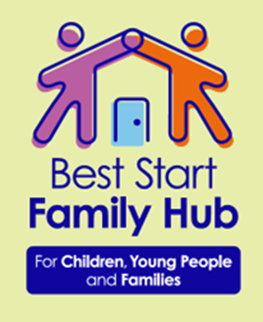 Best Start
Family Hub
For Children, Young People
and Families